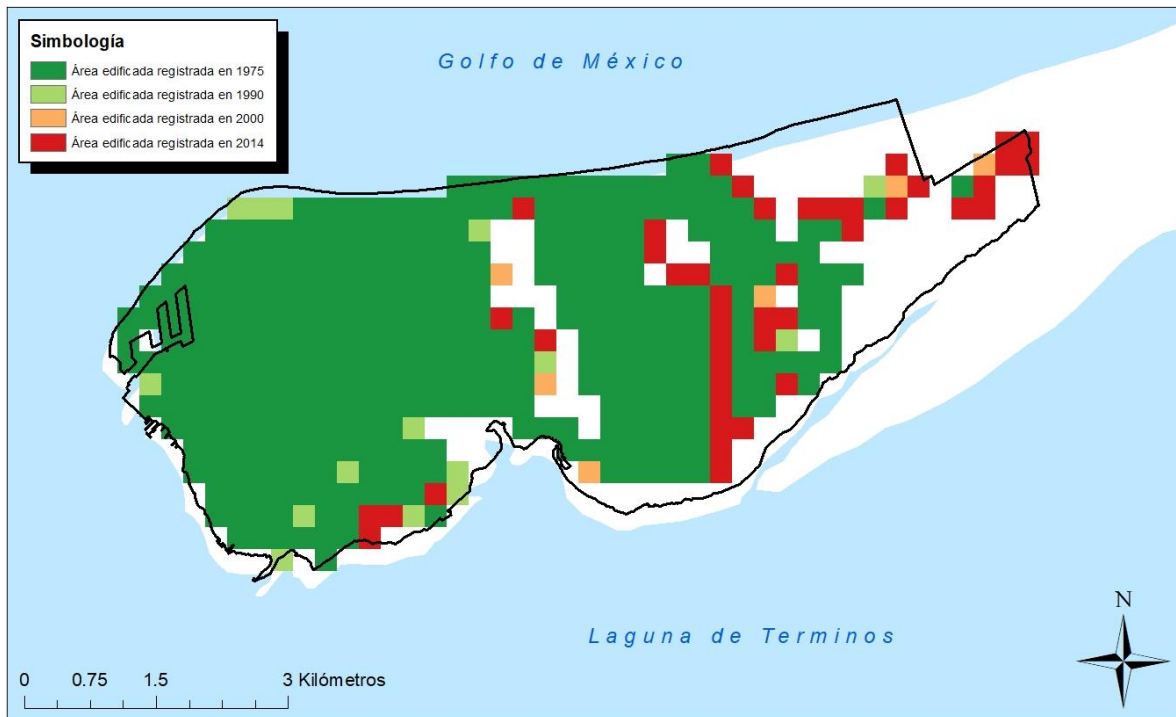 Simbología
Área edificada registrada en 1975
Área edificada registrada en 1990
Área edificada registrada en 2000
Área edificada registrada en 2014
Golfo de México
Laguna de Terminos
N
0 0.75 1.5 3 Kilómetros